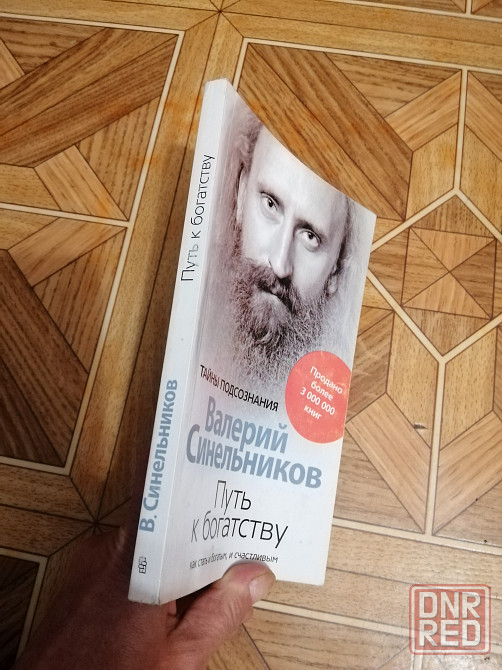 В. Синельников
Путь к богатству
ТАЙНЫ ПОДСОЗНАНИЯ
Валерий
Синельников
Путь
к богатству
как стать и богатым, и счастливым
Продано
более
3 000 000
книг
DNR
RED